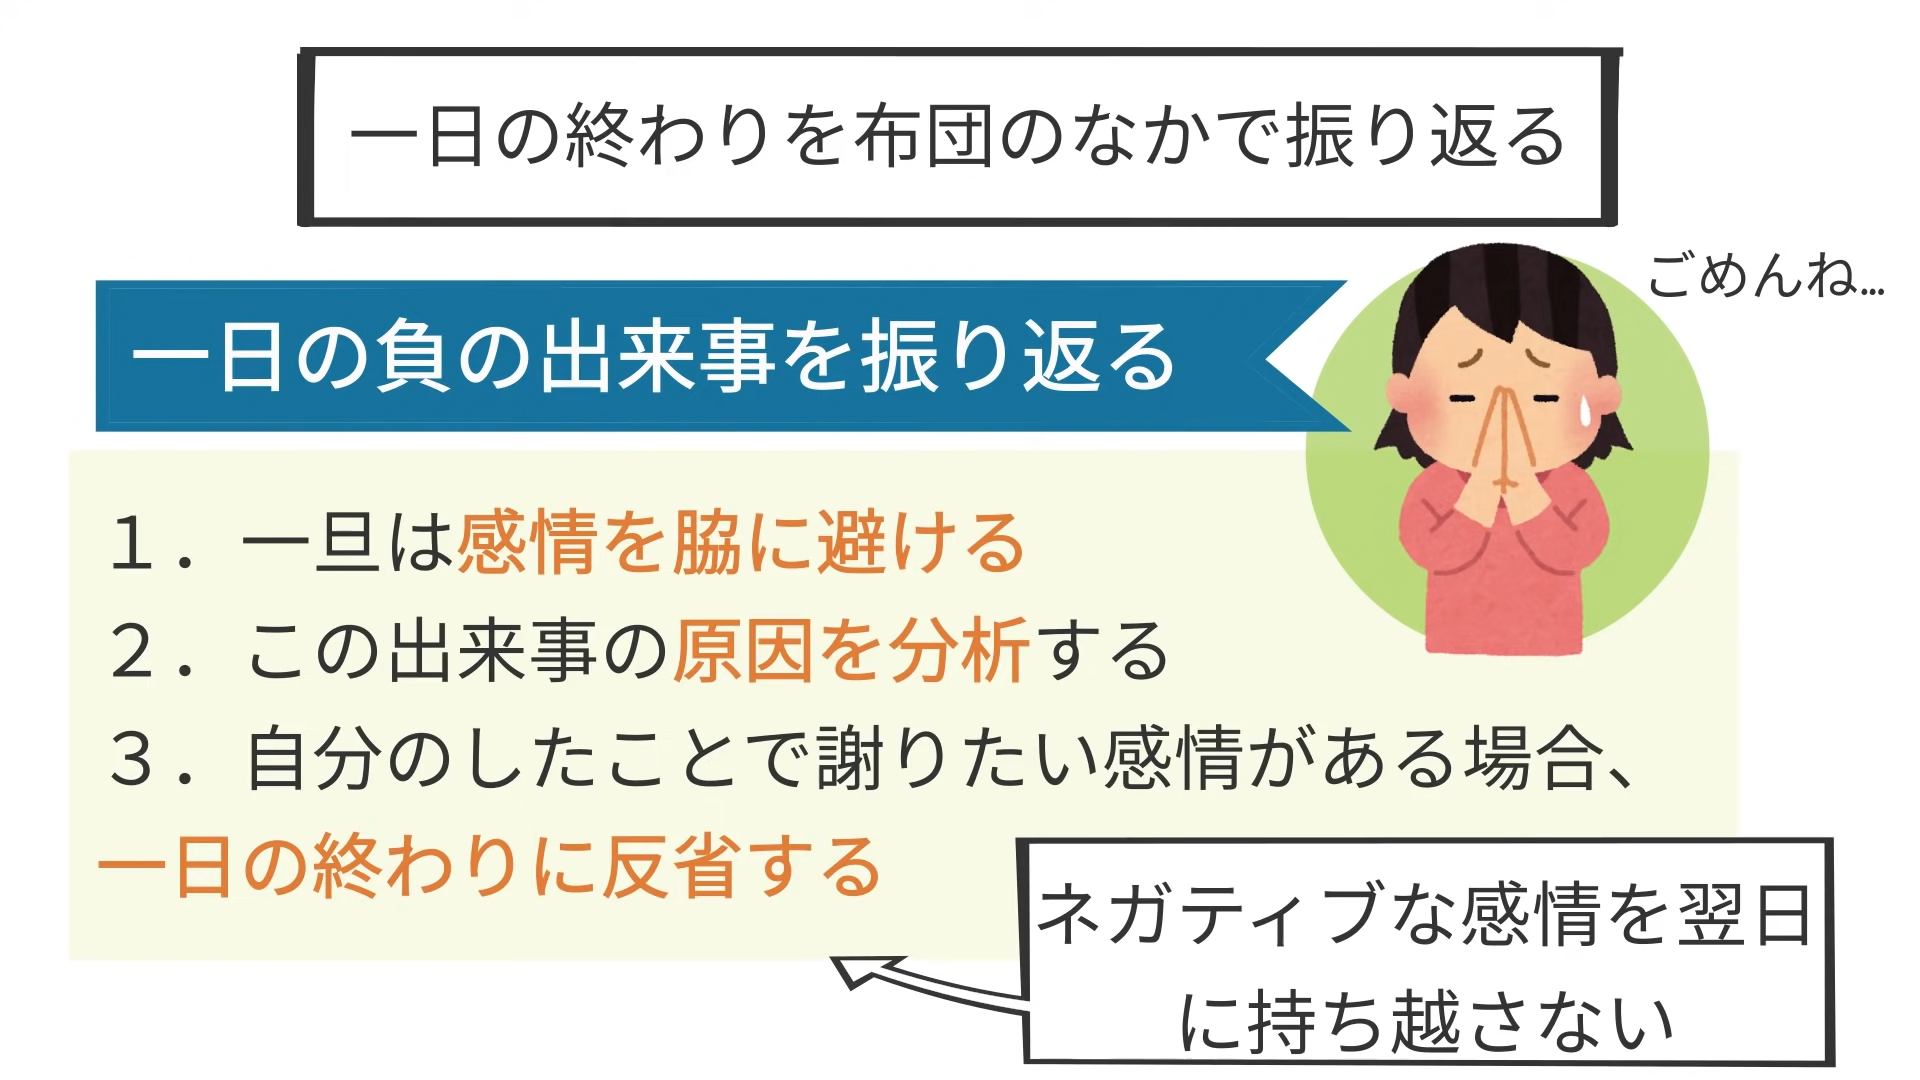 一日の終わりを布団のなかで振り返る
ごめんね…
一日の負の出来事を振り返る
１．一旦は感情を脇に避ける
２．この出来事の原因を分析する
３．自分のしたことで謝りたい感情がある場合、
一日の終わりに反省する
ネガティブな感情を翌日
に持ち越さない